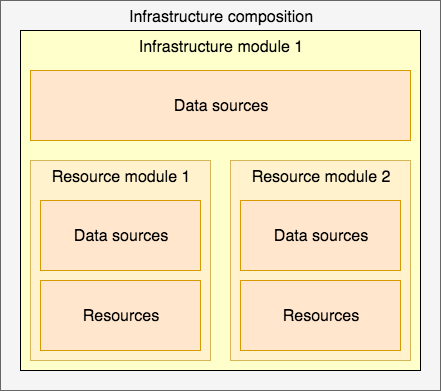 Infrastructure composition
Infrastructure module 1
Data sources
Resource module 1
Data sources
Resources
Resource module 2
Data sources
Resources